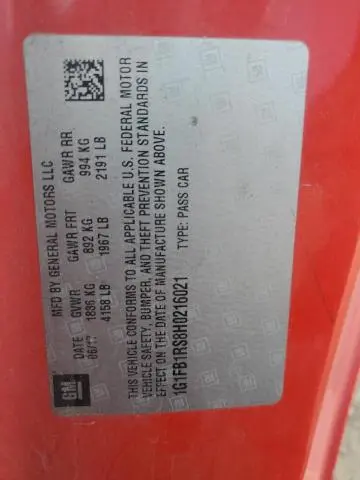 MFD BY GENERAL MOTORS LLC
DATE GVWR GAWR FRT GAWR RR
06/17 1886 KG 892 KG 994 KG
4158 LB 1967 LB 2191 LB
THIS VEHICLE CONFORMS TO ALL APPLICABLE U.S. FEDERAL MOTOR
VEHICLE SAFETY, BUMPER, AND THEFT PREVENTION STANDARDS IN
EFFECT ON THE DATE OF MANUFACTURE SHOWN ABOVE.
1G1FB1RS8H0216021 TYPE: PASS CAR
GM